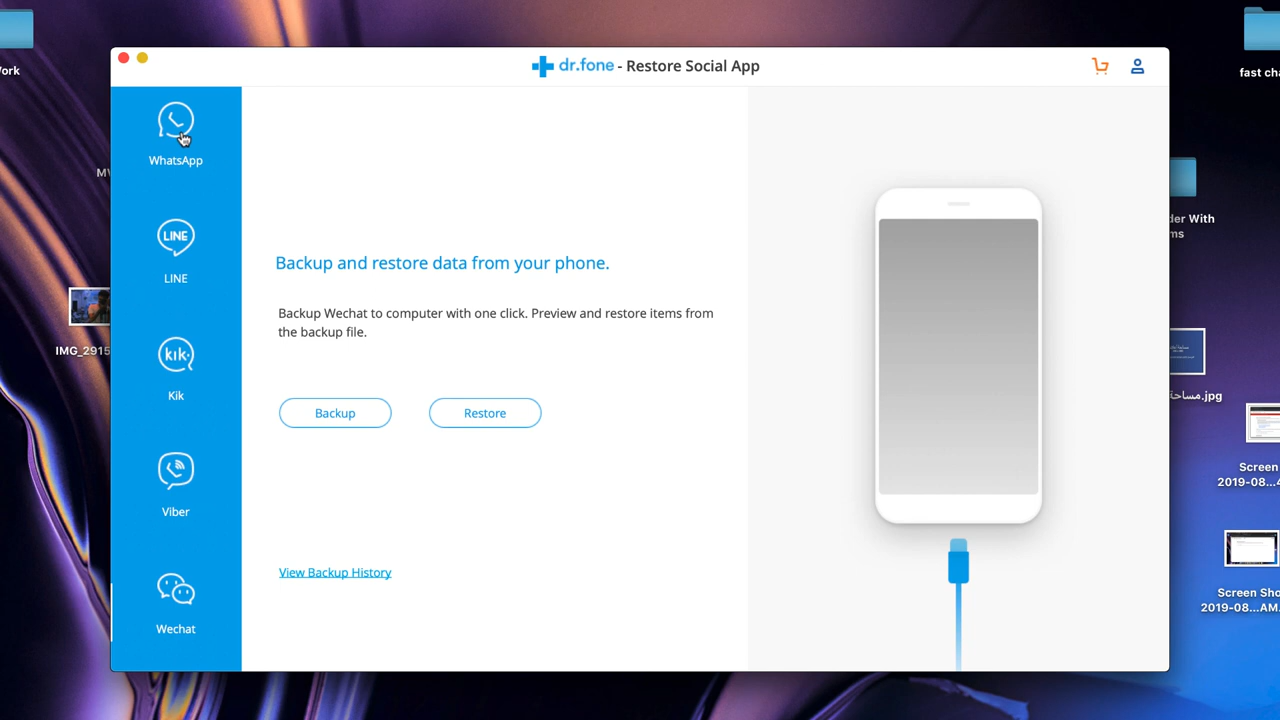 dr.fone - Restore Social App
WhatsApp
LINE
LINE
kik.
Kik
Viber
Wechat
Backup and restore data from your phone.
Backup Wechat to computer with one click. Preview and restore items from
the backup file.
Backup
Restore
View Backup History
IMG_2915
fast cha
ms
مساحة.jpg
Screen
2019-08...4
Screen Sho
2019-08...AM.